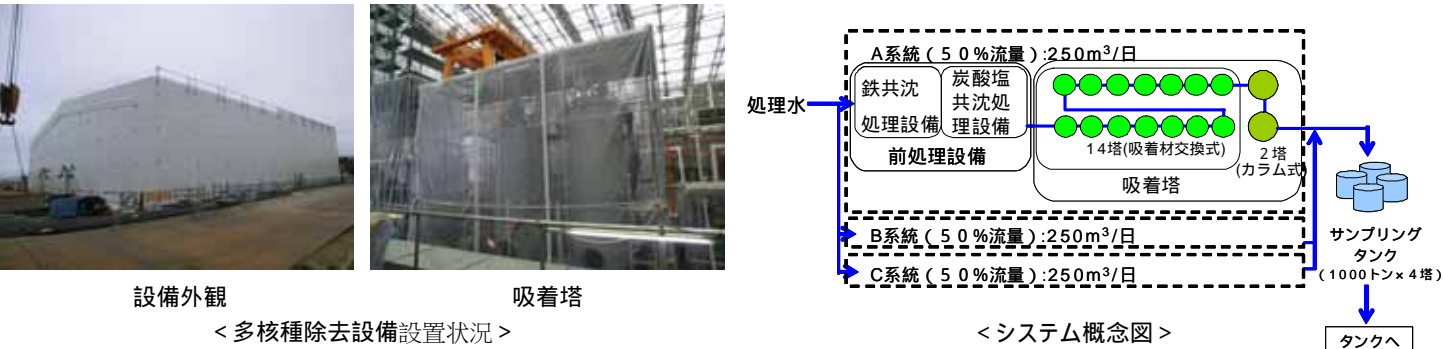 設備外観
吸着塔
<多核種除去設備設置状況>
処理水
A系統(50%流量):250m³/日
鉄共沈
処理設備
炭酸塩
共沈処
理設備
前処理設備
14塔(吸着材交換式)
2塔
(カラム式)
吸着塔
B系統(50%流量):250m³/日
C系統(50%流量):250m³/日
サンプリング
タンク
(1000トン×4塔)
タンクへ
<システム概念図>